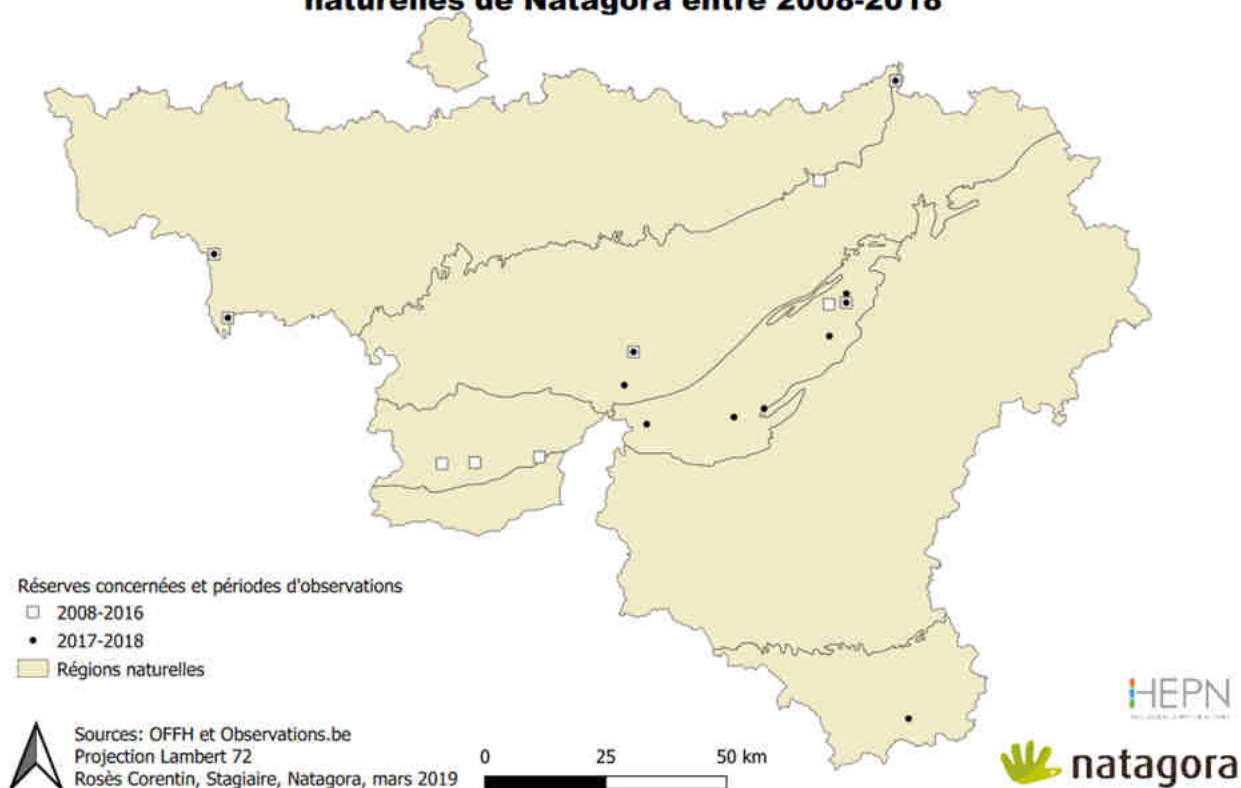 naturelles de Natagora entre 2008-2018
Réserves concernées et périodes d'observations
2008-2016
2017-2018
Régions naturelles
Sources: OFFH et Observations.be
Projection Lambert 72
Rosès Corentin, Stagiaire, Natagora, mars 2019
0 25 50 km
HEPN
natagora